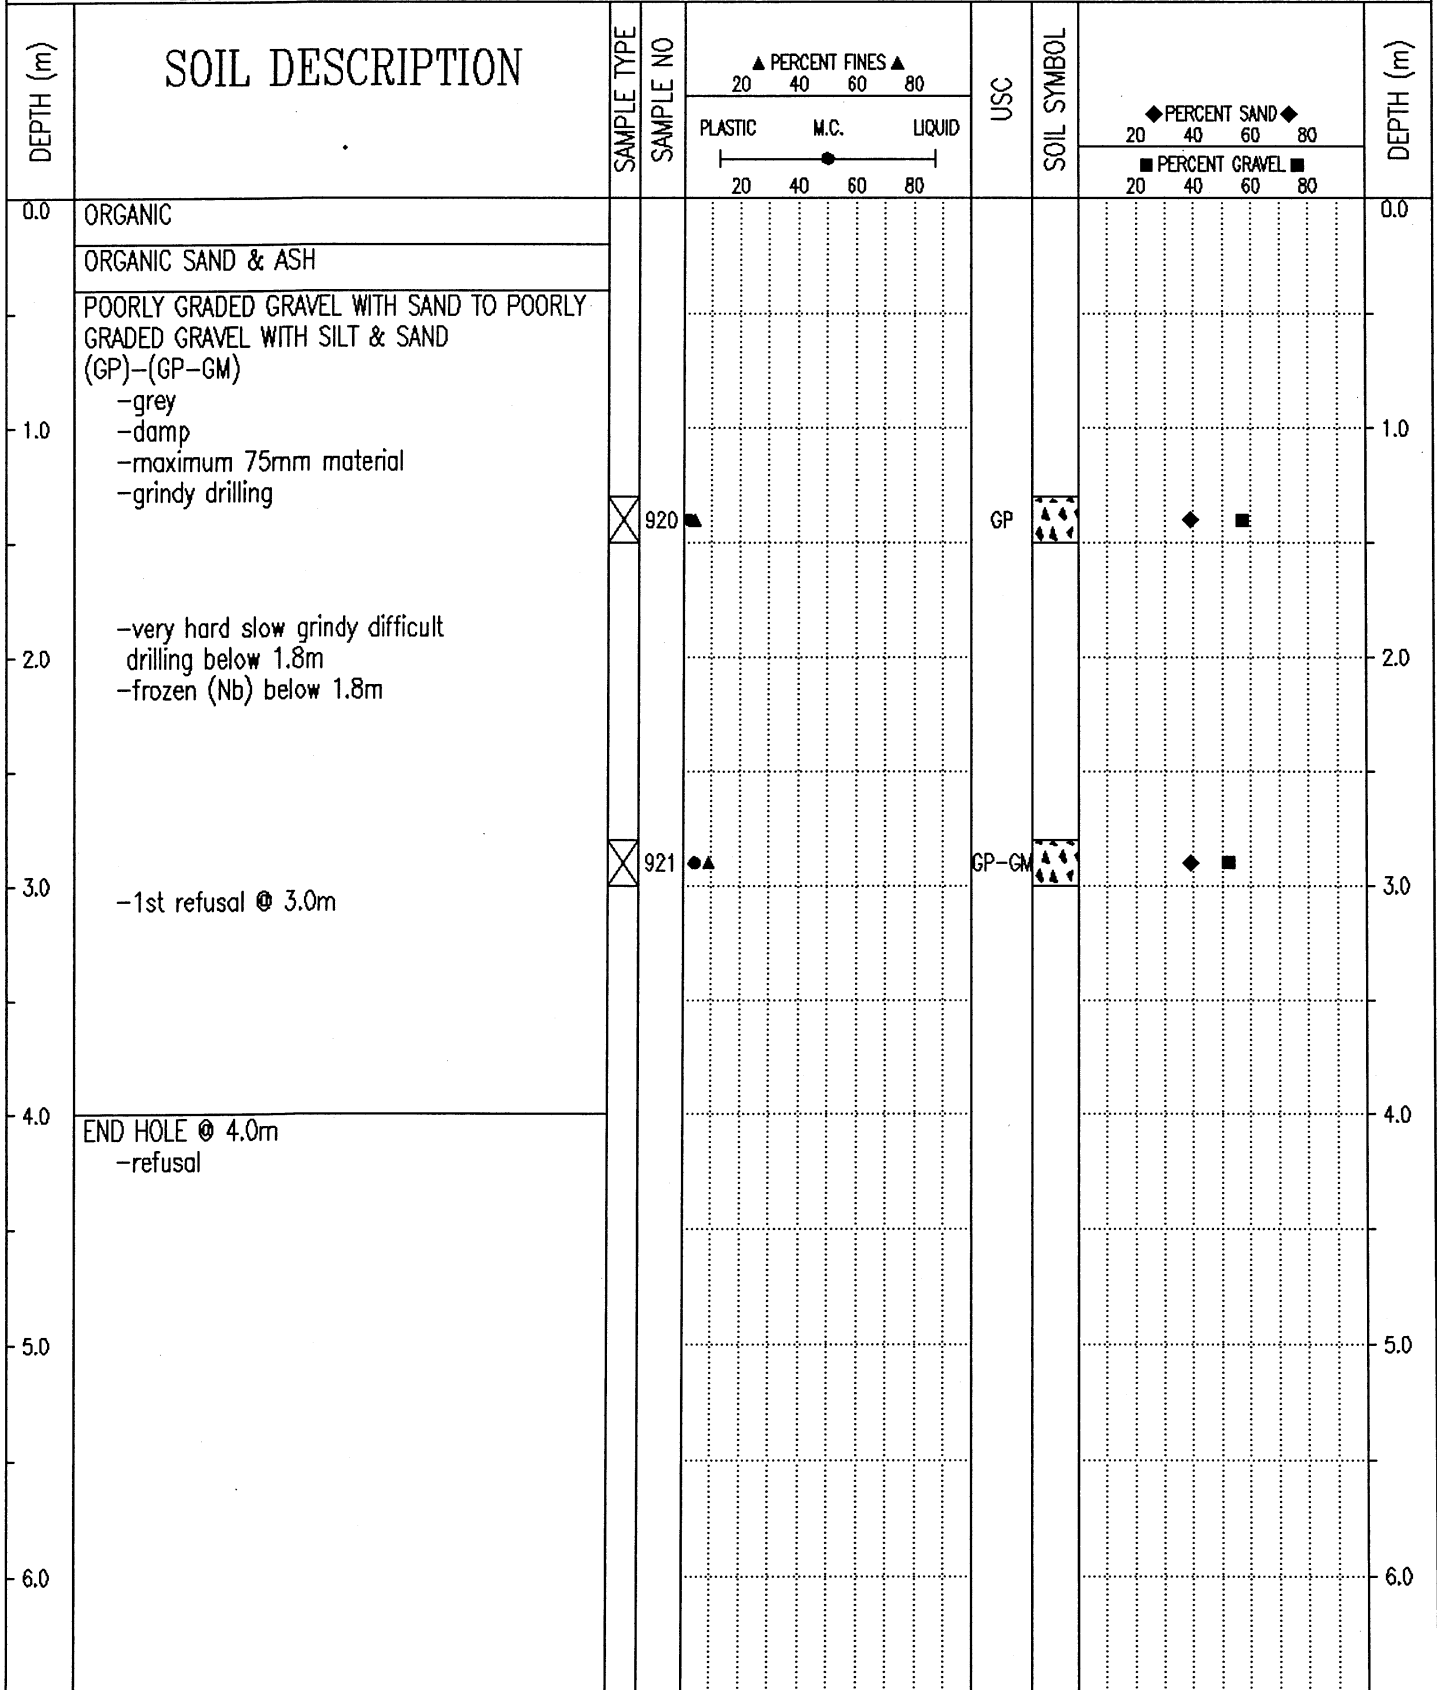 DEPTH (m)
SOIL DESCRIPTION
SAMPLE TYPE
SAMPLE NO
▲ PERCENT FINES ▲
20 40 60 80
PLASTIC M.C. LIQUID
20 40 60 80
USC
SOIL SYMBOL
◆ PERCENT SAND ◆
20 40 60 80
■ PERCENT GRAVEL ■
20 40 60 80
DEPTH (m)
0.0 ORGANIC 0.0
ORGANIC SAND & ASH
POORLY GRADED GRAVEL WITH SAND TO POORLY
GRADED GRAVEL WITH SILT & SAND
(GP)-(GP-GM)
-grey
1.0 -damp 1.0
-maximum 75mm material
-grindy drilling
920 GP
-very hard slow grindy difficult
2.0 drilling below 1.8m 2.0
-frozen (Nb) below 1.8m
921 GP-GM
3.0 -1st refusal @ 3.0m 3.0
4.0 4.0
END HOLE @ 4.0m
-refusal
5.0 5.0
6.0 6.0